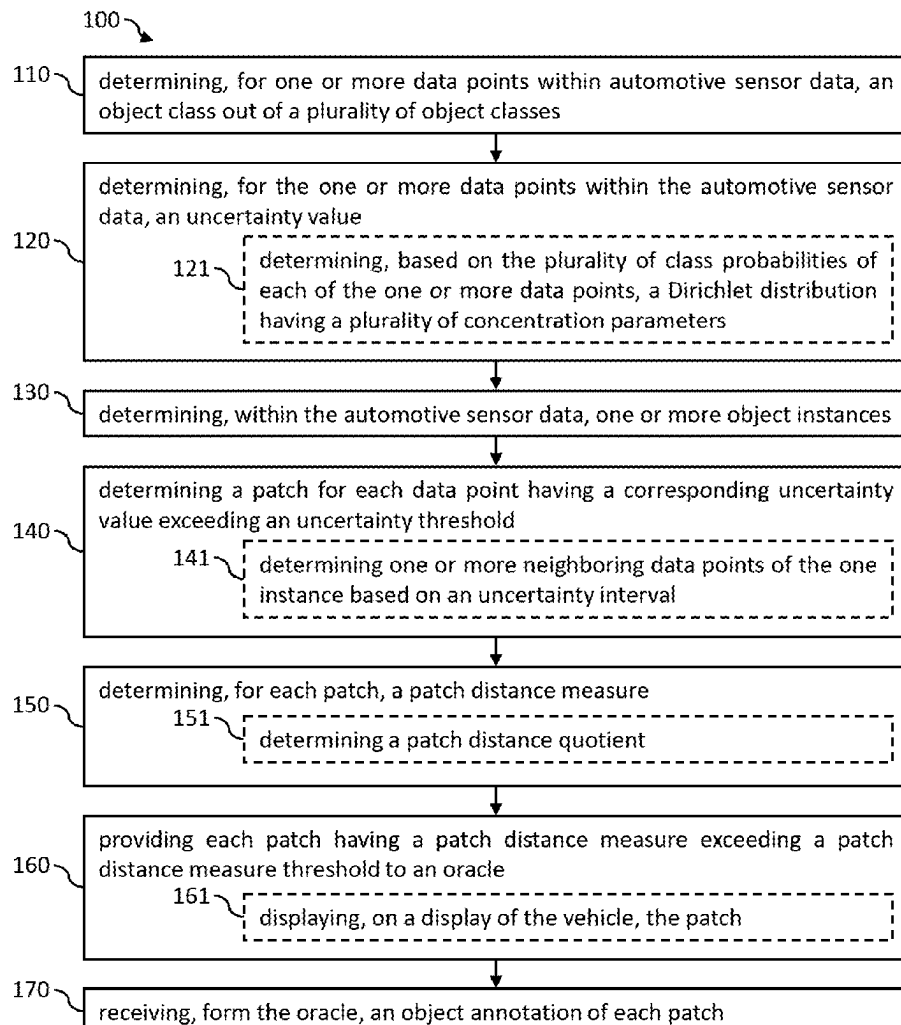 100
110
determining, for one or more data points within automotive sensor data, an
object class out of a plurality of object classes
120
determining, for the one or more data points within the automotive sensor
data, an uncertainty value
121
determining, based on the plurality of class probabilities of
each of the one or more data points, a Dirichlet distribution
having a plurality of concentration parameters
130
determining, within the automotive sensor data, one or more object instances
140
determining a patch for each data point having a corresponding uncertainty
value exceeding an uncertainty threshold
141
determining one or more neighboring data points of the one
instance based on an uncertainty interval
150
determining, for each patch, a patch distance measure
151
determining a patch distance quotient
160
providing each patch having a patch distance measure exceeding a patch
distance measure threshold to an oracle
161
displaying, on a display of the vehicle, the patch
170
receiving, form the oracle, an object annotation of each patch